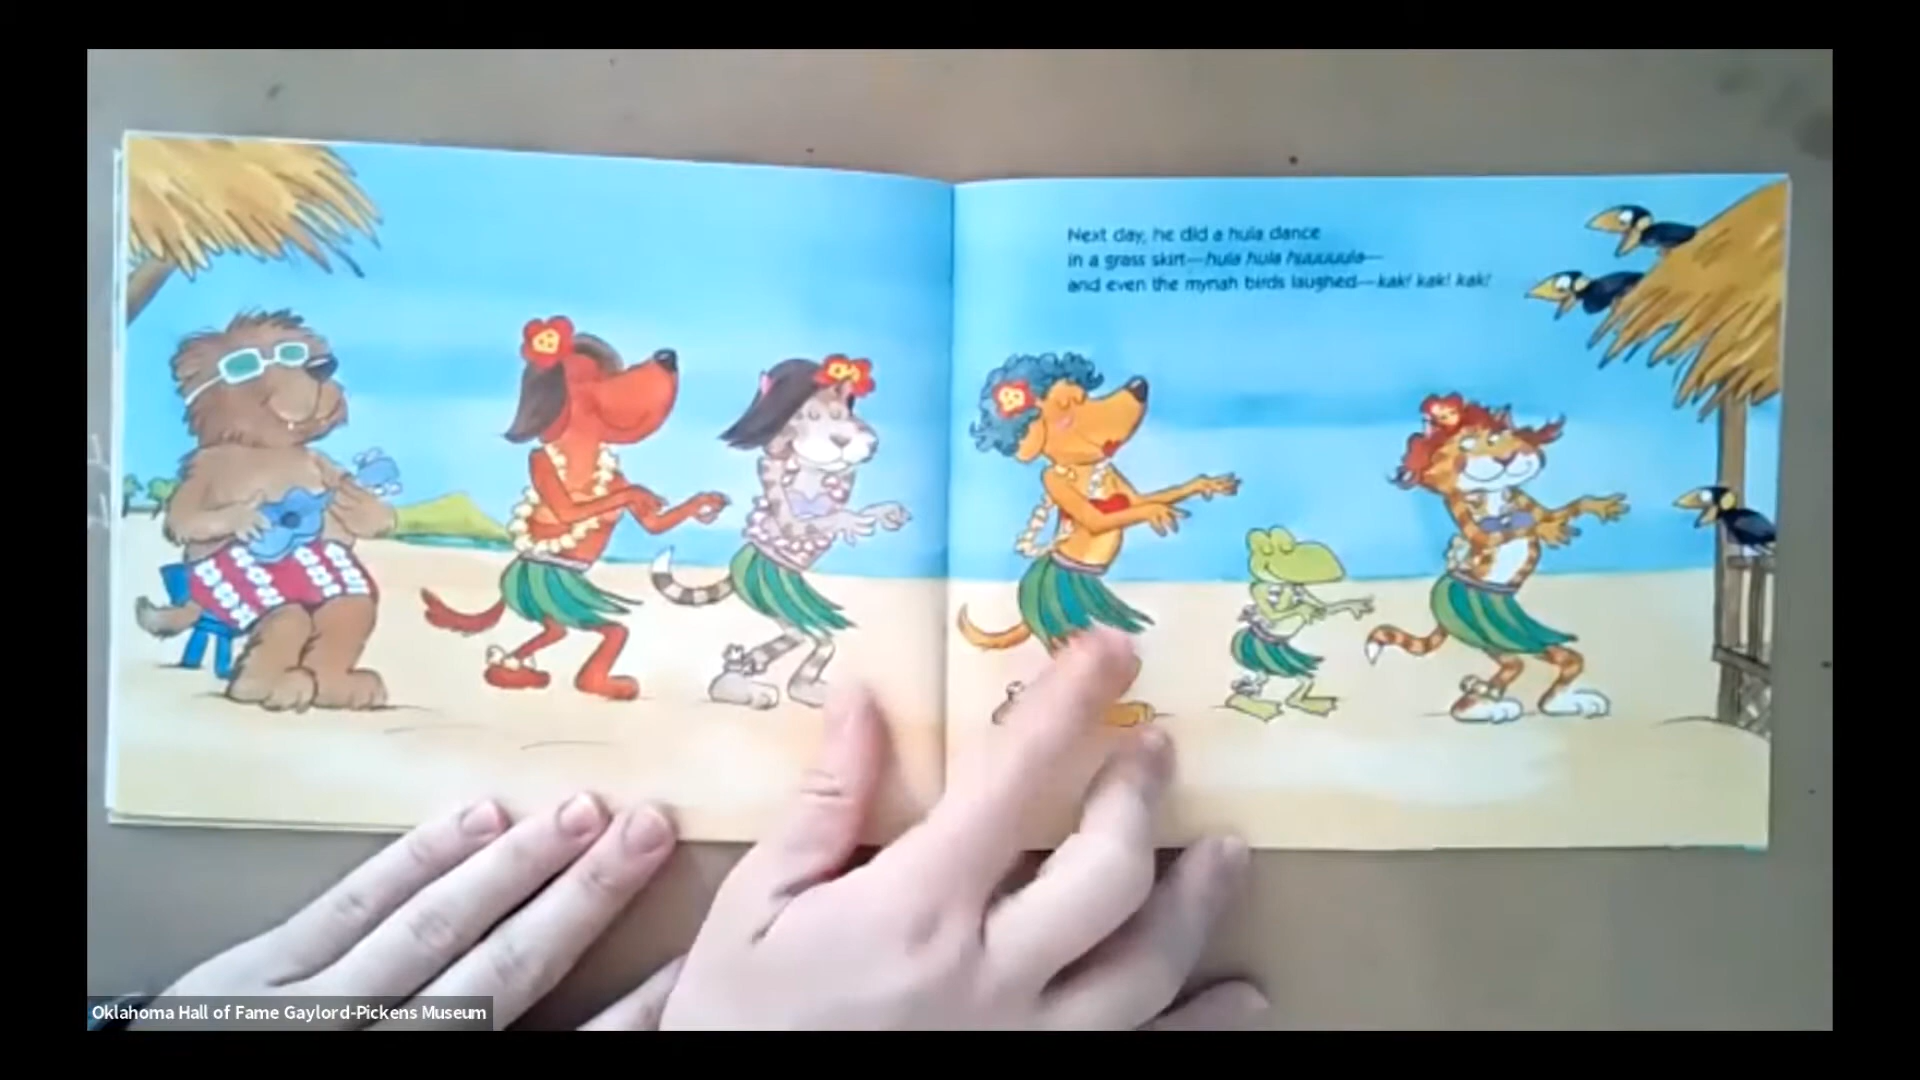 Next day, he did a hula dance
in a grass skirt—hula hula huuuuula—
and even the mynah birds laughed—kak! kak! kak!
Oklahoma Hall of Fame Gaylord-Pickens Museum